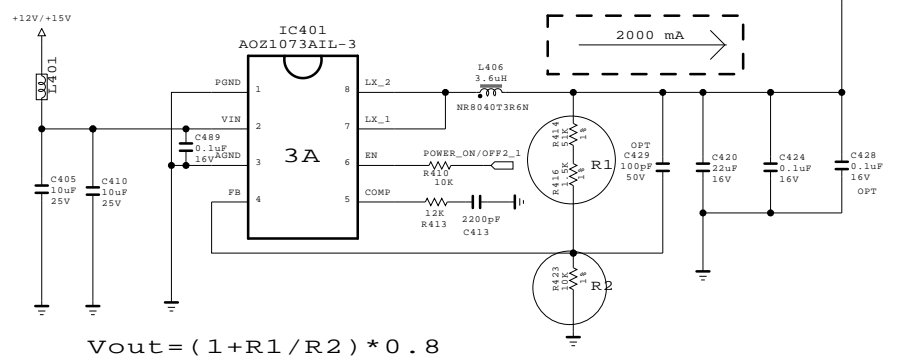 +12V/+15V
L401
IC401
AOZ1073AIL-3
3A
PGND
1
VIN
2
AGND
3
FB
4
8
LX_2
7
LX_1
6
EN
5
COMP
C405
10uF
25V
C410
10uF
25V
C489
0.1uF
16V
L406
3.6uH
NR8040T3R6N
2000 mA
POWER_ON/OFF2_1
R410
10K
12K
R413
2200pF
C413
R414
51K
1%
R416
1.5K
1%
R1
R423
10K
1%
R2
OPT
C429
100pF
50V
C420
22uF
16V
C424
0.1uF
16V
C428
0.1uF
16V
OPT
Vout=(1+R1/R2)*0.8